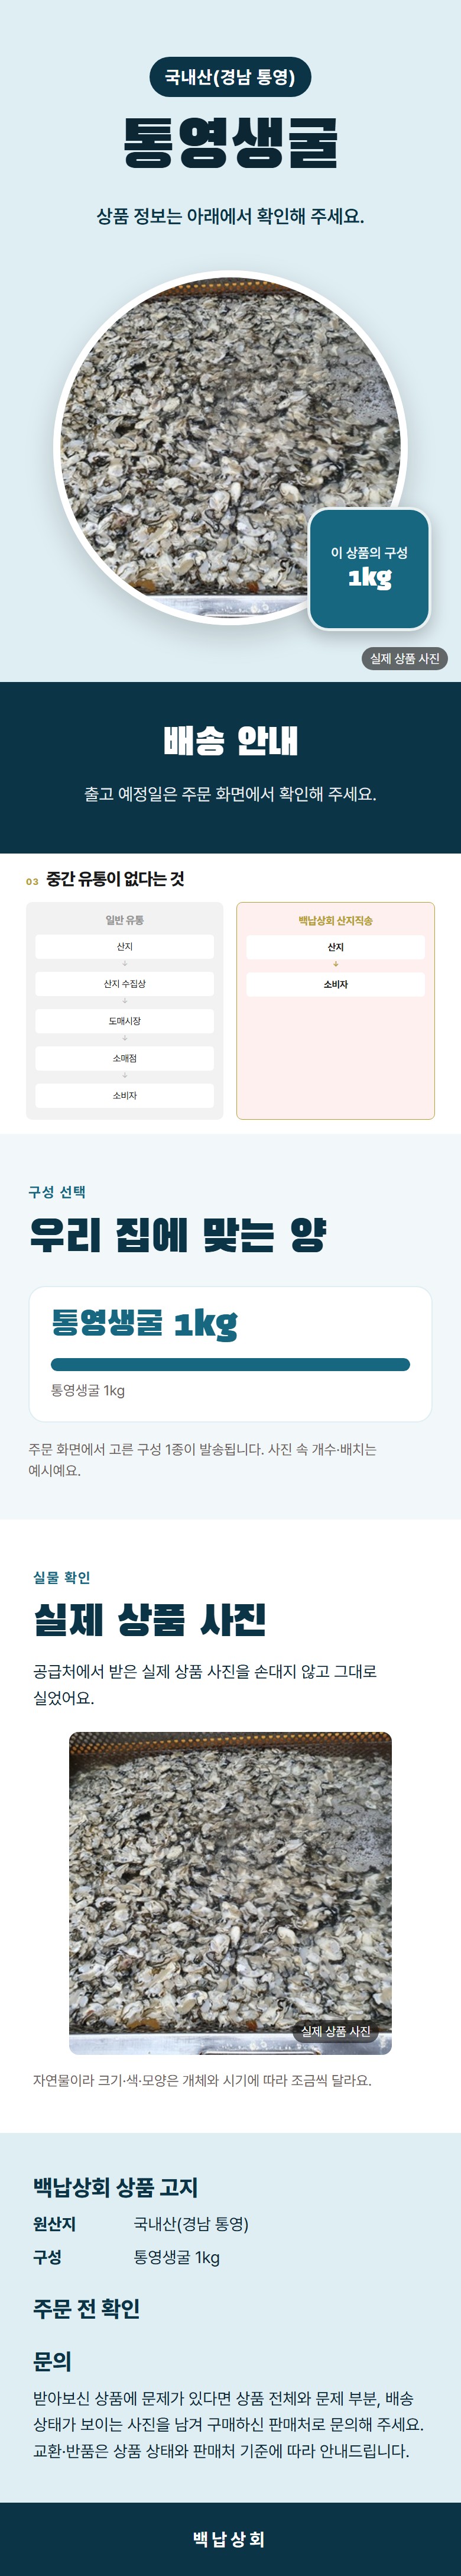 국내산(경남 통영)
통영생굴
상품 정보는 아래에서 확인해 주세요.
이 상품의 구성
1kg
실제 상품 사진
배송 안내
출고 예정일은 주문 화면에서 확인해 주세요.
03 중간 유통이 없다는 것
일반 유통
산지
↓
산지 수집상
↓
도매시장
↓
소매점
↓
소비자
백납상회 산지직송
산지
↓
소비자
구성 선택
우리 집에 맞는 양
통영생굴 1kg
통영생굴 1kg
주문 화면에서 고른 구성 1종이 발송됩니다. 사진 속 개수·배치는
예시예요.
실물 확인
실제 상품 사진
공급처에서 받은 실제 상품 사진을 손대지 않고 그대로
실었어요.
실제 상품 사진
자연물이라 크기·색·모양은 개체와 시기에 따라 조금씩 달라요.
백납상회 상품 고지
원산지 국내산(경남 통영)
구성 통영생굴 1kg
주문 전 확인
문의
받아보신 상품에 문제가 있다면 상품 전체와 문제 부분, 배송
상태가 보이는 사진을 남겨 구매하신 판매처로 문의해 주세요.
교환·반품은 상품 상태와 판매처 기준에 따라 안내드립니다.
백납상회